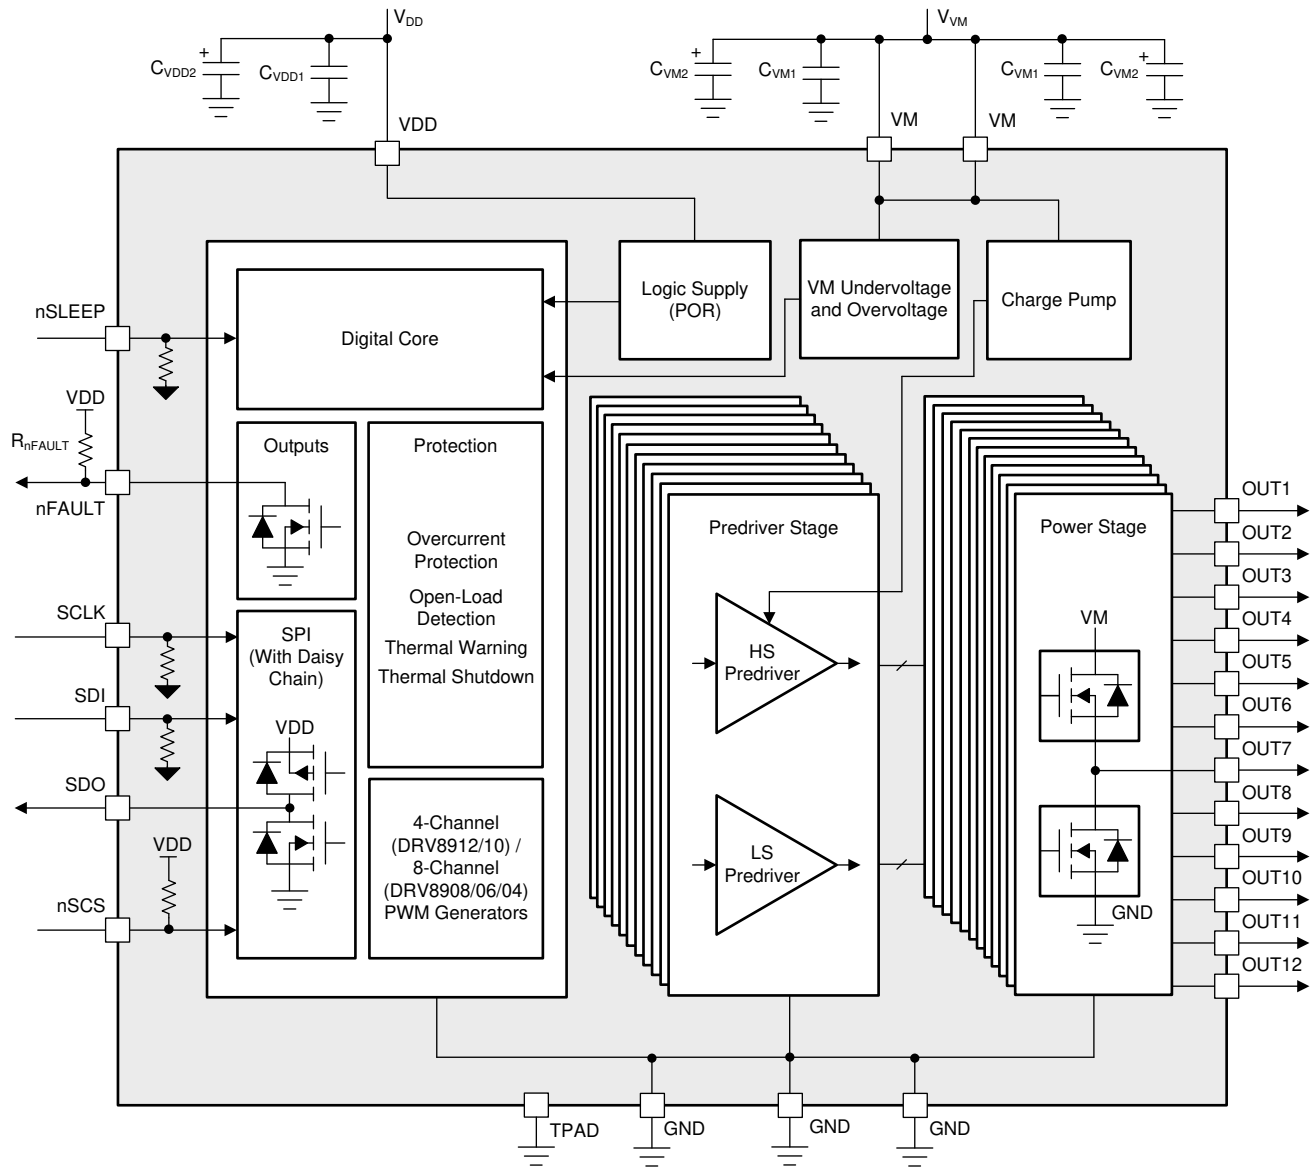 VDD
VVM
CVDD2
+
CVDD1
CVM2
+
CVM1
CVM1
CVM2
+
VDD
VM
VM
nSLEEP
Digital Core
Logic Supply
(POR)
VM Undervoltage
and Overvoltage
Charge Pump
VDD
RnFAULT
nFAULT
Outputs
Protection
Overcurrent
Protection
Open-Load
Detection
Thermal Warning
Thermal Shutdown
Predriver Stage
HS
Predriver
LS
Predriver
Power Stage
VM
GND
OUT1
OUT2
OUT3
OUT4
OUT5
OUT6
OUT7
OUT8
OUT9
OUT10
OUT11
OUT12
SCLK
SDI
SDO
VDD
nSCS
SPI
(With Daisy
Chain)
VDD
4-Channel
(DRV8912/10) /
8-Channel
(DRV8908/06/04)
PWM Generators
TPAD
GND
GND
GND